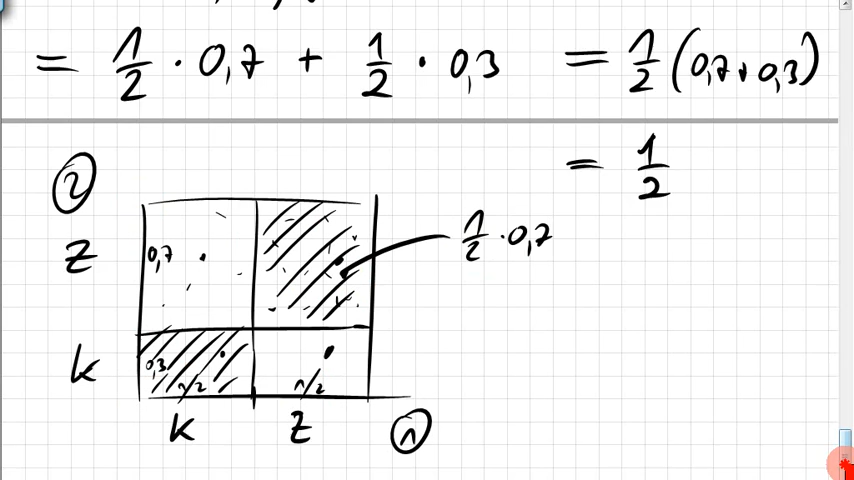 = 1/2 · 0,7 + 1/2 · 0,3 = 1/2 (0,7+0,3)
= 1/2
②
Z 0,7 1/2 · 0,7
K 0,3 1/2 1/2
K Z ①